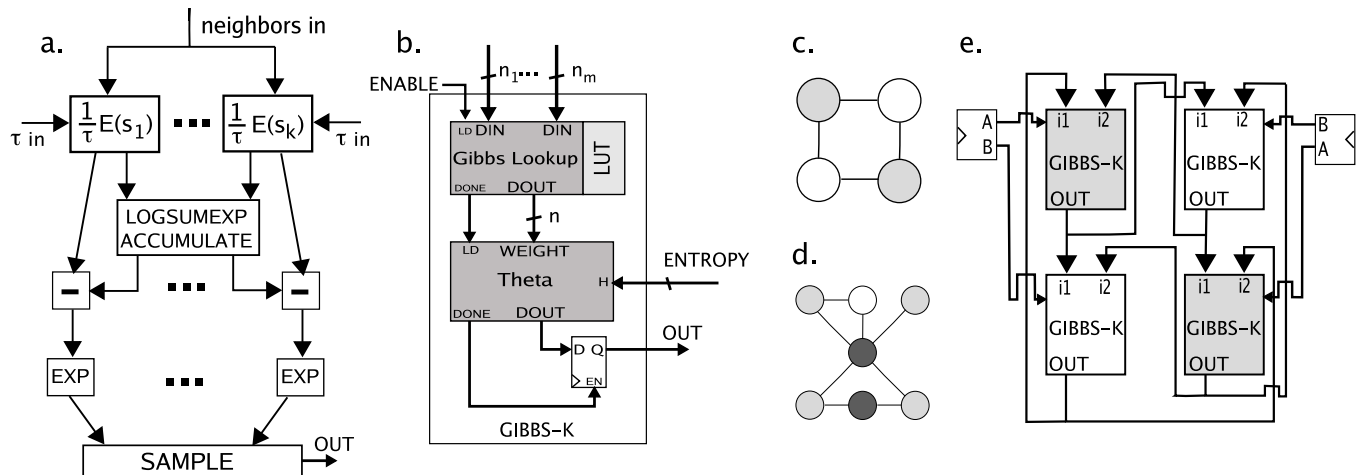 a.
neighbors in
τ in
1/τ E(s1)
1/τ E(sk)
τ in
LOGSUMEXP
ACCUMULATE
−
−
EXP
EXP
SAMPLE
OUT
b.
ENABLE
n1
nm
LD DIN
DIN
Gibbs Lookup
LUT
DONE
DOUT
n
LD
WEIGHT
Theta
H
ENTROPY
DONE
DOUT
D Q
EN
OUT
GIBBS-K
c.
d.
e.
A
B
i1 i2
GIBBS-K
OUT
i1 i2
GIBBS-K
OUT
B
A
i1 i2
GIBBS-K
OUT
i1 i2
GIBBS-K
OUT